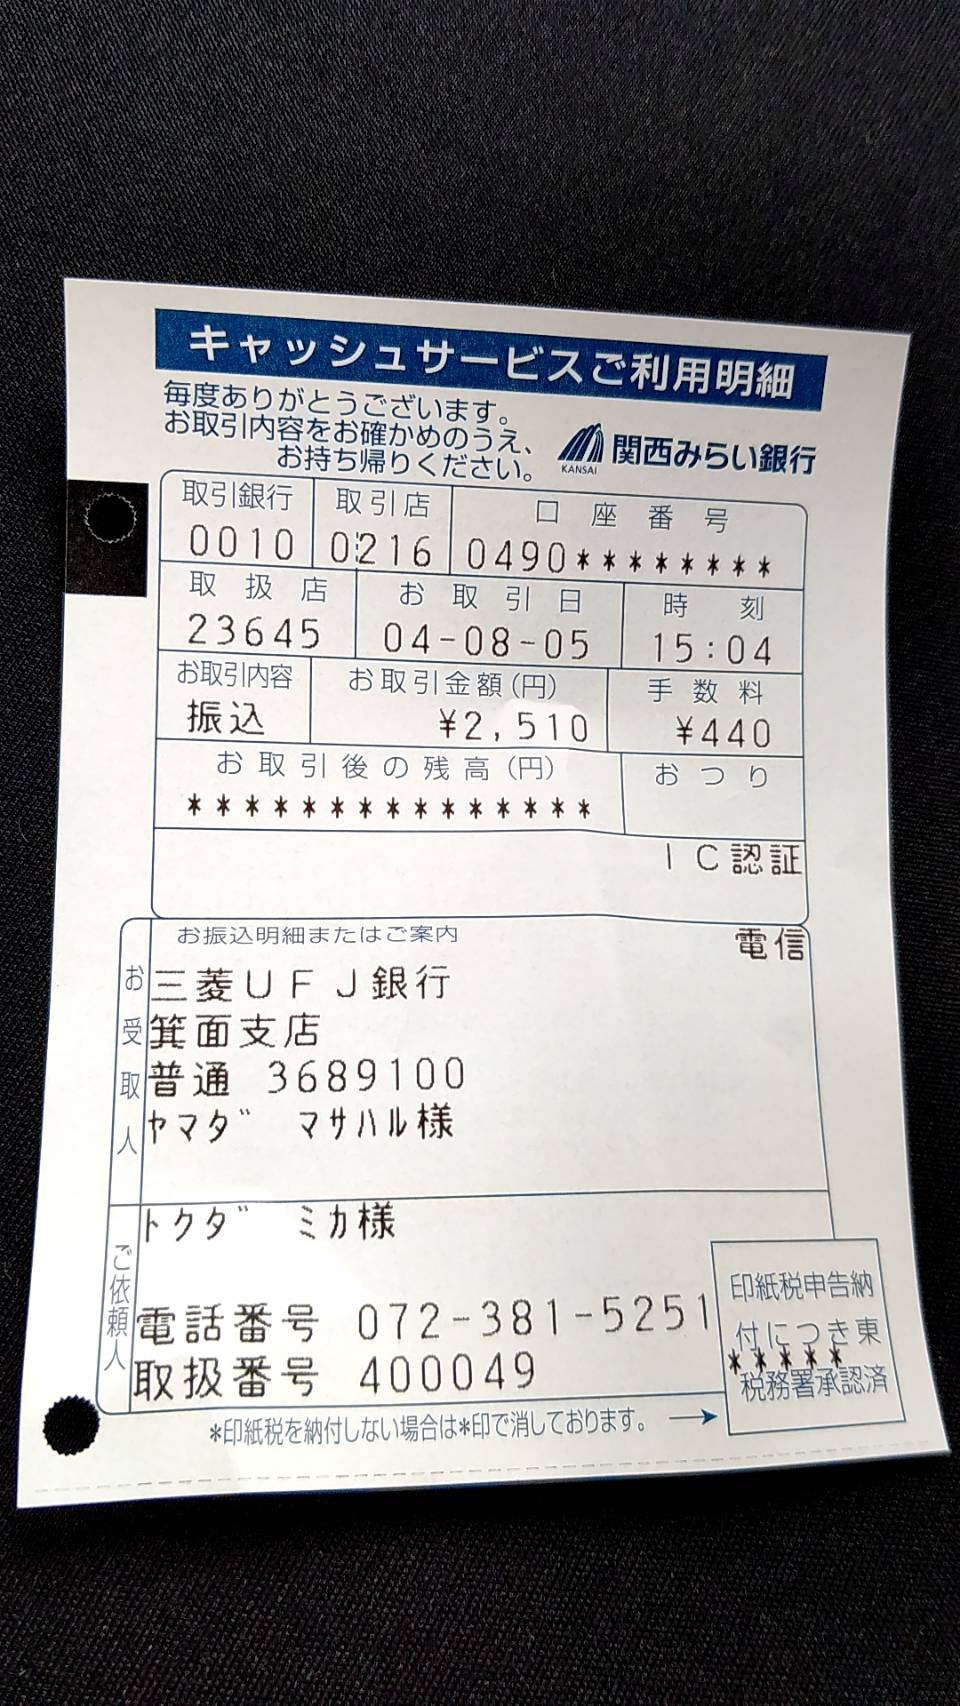 キャッシュサービスご利用明細
毎度ありがとうございます。
お取引内容をお確かめのうえ、
お持ち帰りください。
KANSAI 関西みらい銀行
取引銀行 取引店 口座番号
0010 0216 0490********
取扱店 お取引日 時刻
23645 04-08-05 15:04
お取引内容 お取引金額(円) 手数料
振込 ¥2,510 ¥440
お取引後の残高(円) おつり
***************
IC認証
お振込明細またはご案内 電信
お受取人
三菱UFJ銀行
箕面支店
普通 3689100
ヤマダ マサハル様
ご依頼人
トクダ ミカ様
電話番号 072-381-5251
取扱番号 400049
印紙税申告納
付につき東
*****
税務署承認済
*印紙税を納付しない場合は*印で消しております。 →